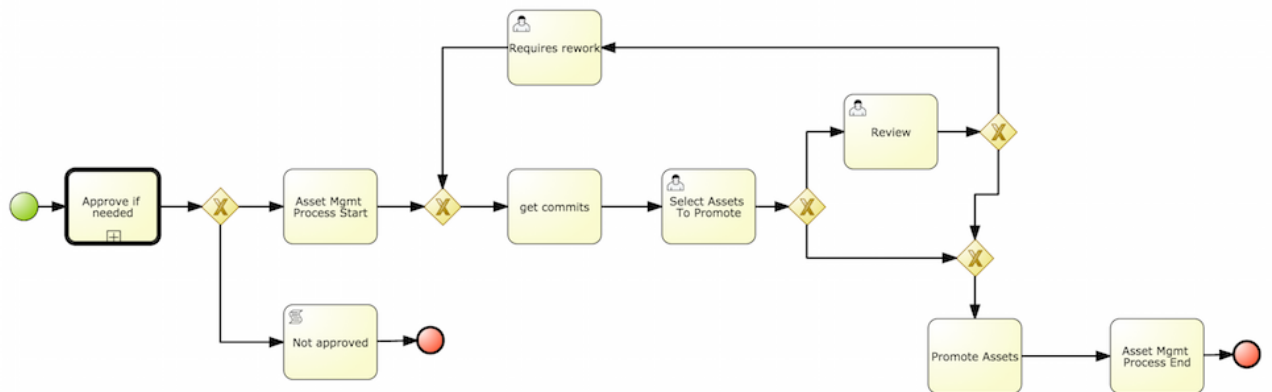 Requires rework
Review
Approve if
needed
Asset Mgmt
Process Start
get commits
Select Assets
To Promote
Not approved
Promote Assets
Asset Mgmt
Process End